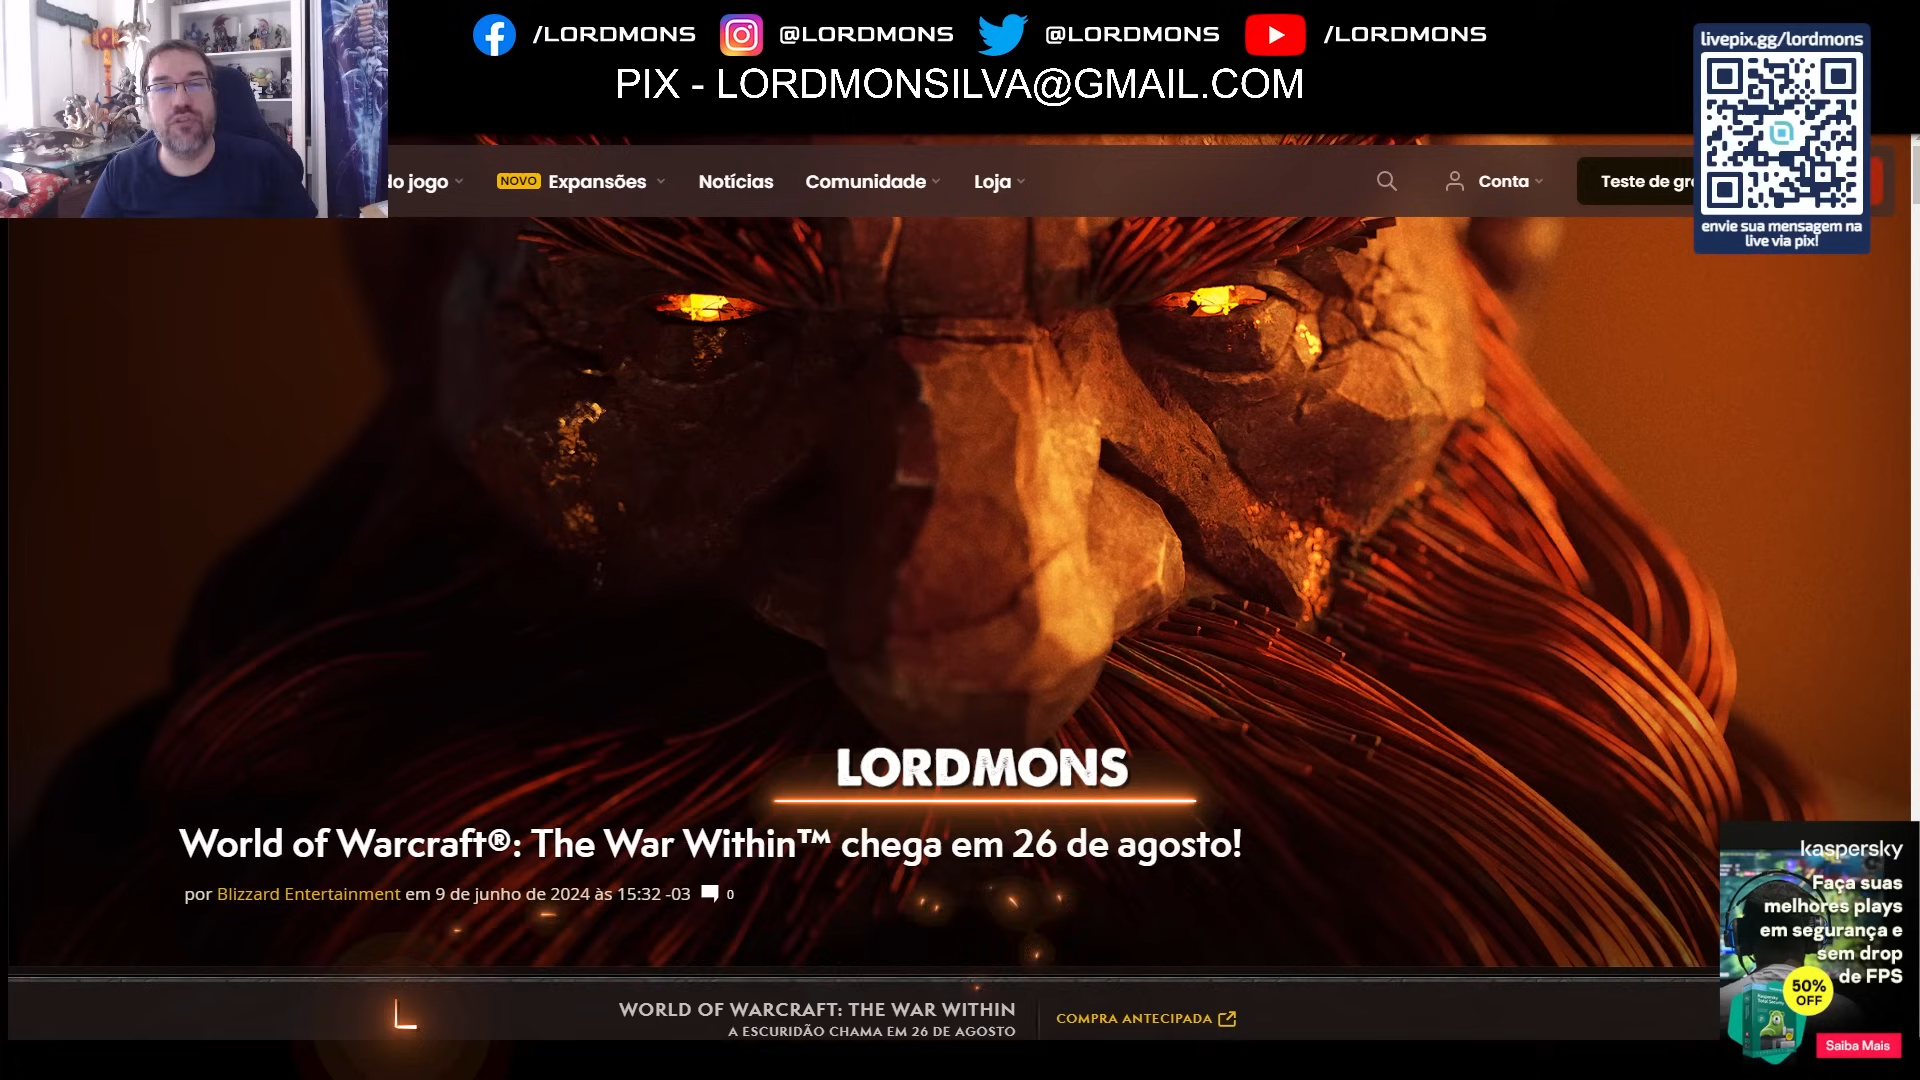 /LORDMONS
@LORDMONS
@LORDMONS
/LORDMONS
PIX - LORDMONSILVA@GMAIL.COM
livepix.gg/lordmons
envie sua mensagem na
live via pix!
do jogo
NOVO Expansões
Notícias
Comunidade
Loja
Conta
Teste de gr
LORDMONS
World of Warcraft®: The War Within™ chega em 26 de agosto!
por Blizzard Entertainment em 9 de junho de 2024 às 15:32 -03 0
WORLD OF WARCRAFT: THE WAR WITHIN
A ESCURIDÃO CHAMA EM 26 DE AGOSTO
COMPRA ANTECIPADA
kaspersky
Faça suas
melhores plays
em segurança e
sem drop
de FPS
50%
OFF
Saiba Mais